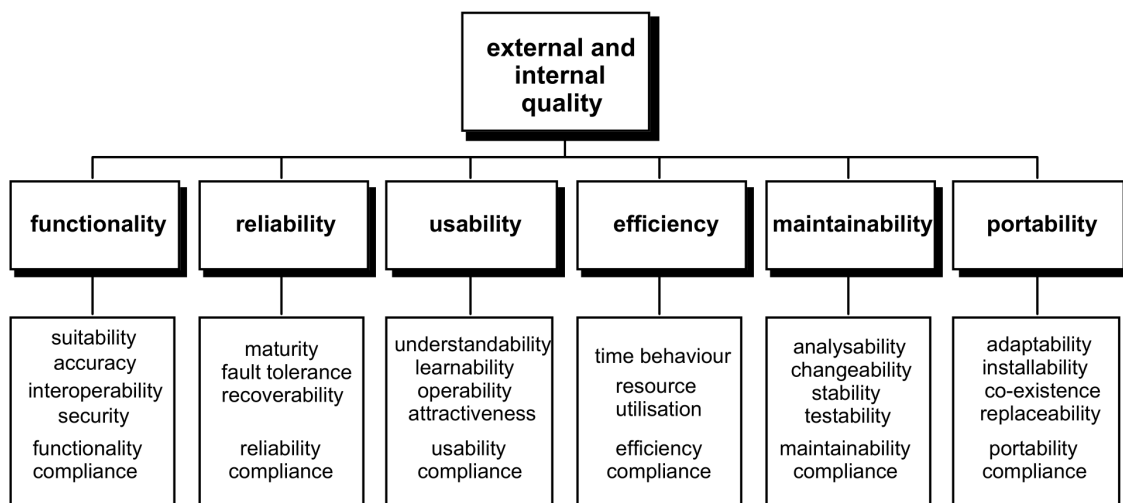 external and
internal
quality
functionality
reliability
usability
efficiency
maintainability
portability
suitability
accuracy
interoperability
security
functionality
compliance
maturity
fault tolerance
recoverability
reliability
compliance
understandability
learnability
operability
attractiveness
usability
compliance
time behaviour
resource
utilisation
efficiency
compliance
analysability
changeability
stability
testability
maintainability
compliance
adaptability
installability
co-existence
replaceability
portability
compliance